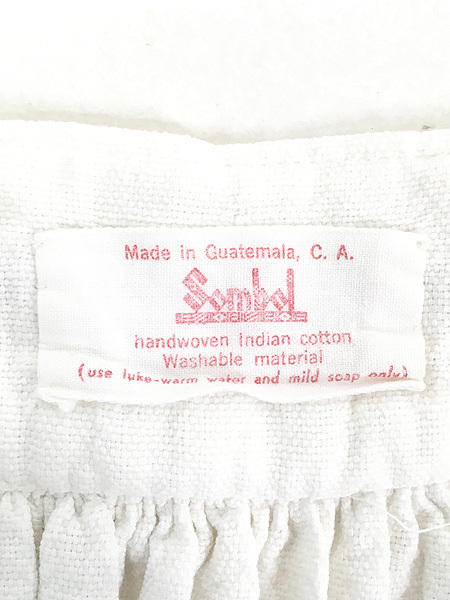 Made in Guatemala, C. A.
Sombol
handwoven Indian cotton
Washable material
(use luke-warm water and mild soap only)